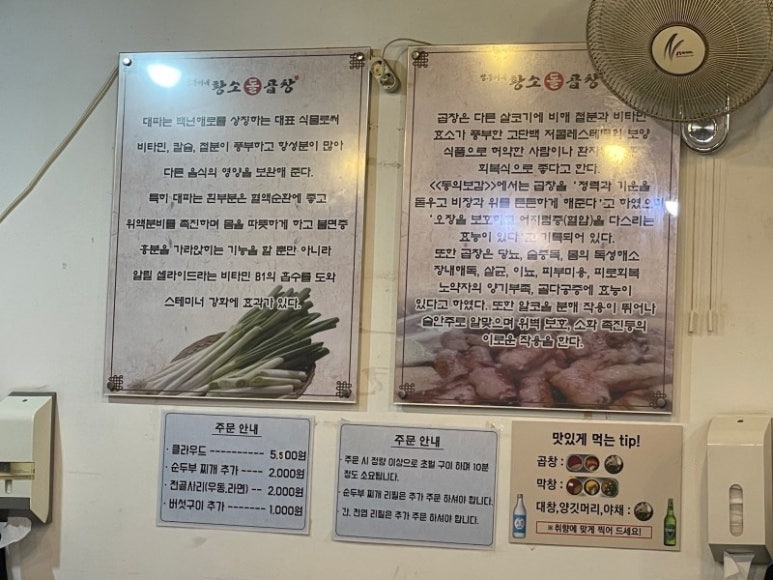 황소돌곱창
대파는 백년해로를 상징하는 대표 식물로써
비타민, 칼슘, 철분이 풍부하고 향성분이 많아
다른 음식의 영양을 보완해 준다.
특히 대파는 흰부분은 혈액순환에 좋고
위액분비를 촉진하며 몸을 따뜻하게 하고 불면증
흥분을 가라앉히는 기능을 할 뿐만 아니라
알릴 설라이드라는 비타민 B1의 흡수를 도와
스테미너 강화에 효과가 있다.
황소돌곱창
곱창은 다른 살코기에 비해 철분과 비타민
효소가 풍부한 고단백 저콜레스테롤의 보양
식품으로 허약한 사람이나 환자의
회복식으로 좋다고 한다.
<<동의보감>>에서는 곱창을 '정력과 기운을
돕우고 비장과 위를 튼튼하게 해준다'고 하였으며
'오장을 보호하고 어지럼증(혈압)을 다스리는
효능이 있다'고 기록되어 있다.
또한 곱창은 당뇨, 술중독, 몸의 독성해소
장내해독, 살균, 이뇨, 피부미용, 피로회복
노약자의 양기부족, 골다공증에 효능이
있다고 하였다. 또한 알코올 분해 작용이 뛰어나
술안주로 알맞으며 위벽 보호, 소화 촉진등의
이로운 작용을 한다.
주문 안내
· 클라우드 ---------- 5,500원
· 순두부 찌개 추가 ---- 2,000원
· 전골사리(우동,라면) -- 2,000원
· 버섯구이 추가 ------- 1,000원
주문 안내
· 주문 시 정량 이상으로 초벌 구이 하며 10분
정도 소요됩니다.
· 순두부 찌개 리필은 추가 주문 하셔야 합니다.
· 간, 천엽 리필은 추가 주문 하셔야 합니다.
맛있게 먹는 tip!
곱창 :
막창 :
대창,양깃머리,야채 :
※취향에 맞게 찍어 드세요!